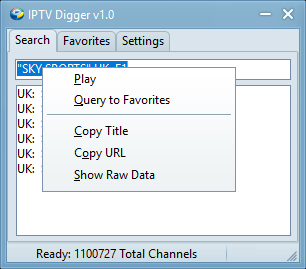 IPTV Digger v1.0
Search
Favorites
Settings
"SKY SPORTS" UK, F1
UK:
UK:
UK:
UK:
UK:
UK:
Play
Query to Favorites
Copy Title
Copy URL
Show Raw Data
Ready: 1100727 Total Channels